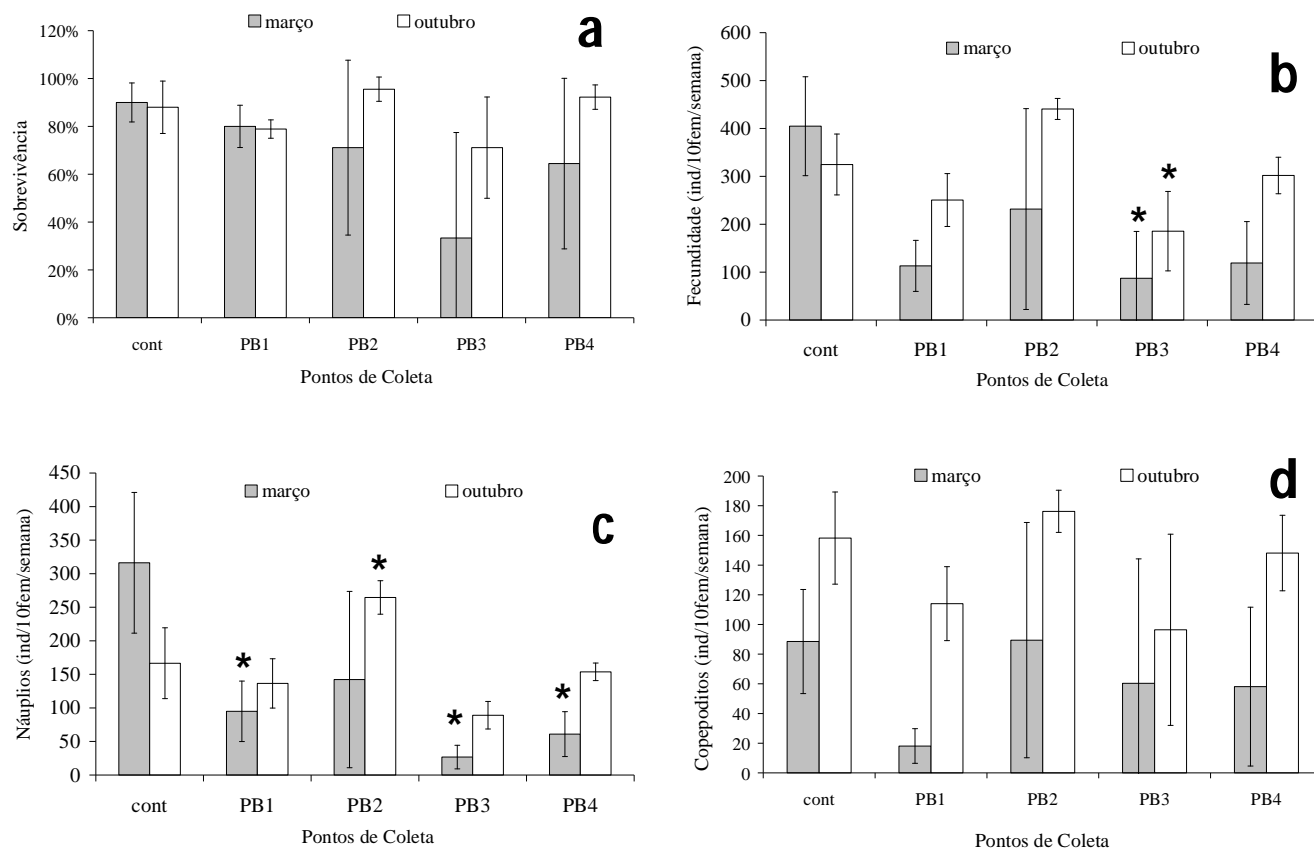 março outubro
a
Sobrevivência
120%
100%
80%
60%
40%
20%
0%
cont PB1 PB2 PB3 PB4
Pontos de Coleta
março outubro
b
Fecundidade (ind/10fem/semana)
600
500
400
300
200
100
0
* *
cont PB1 PB2 PB3 PB4
Pontos de Coleta
março outubro
c
Náuplios (ind/10fem/semana)
450
400
350
300
250
200
150
100
50
0
* * * *
cont PB1 PB2 PB3 PB4
Pontos de Coleta
março outubro
d
Copepoditos (ind/10fem/semana)
200
180
160
140
120
100
80
60
40
20
0
cont PB1 PB2 PB3 PB4
Pontos de Coleta